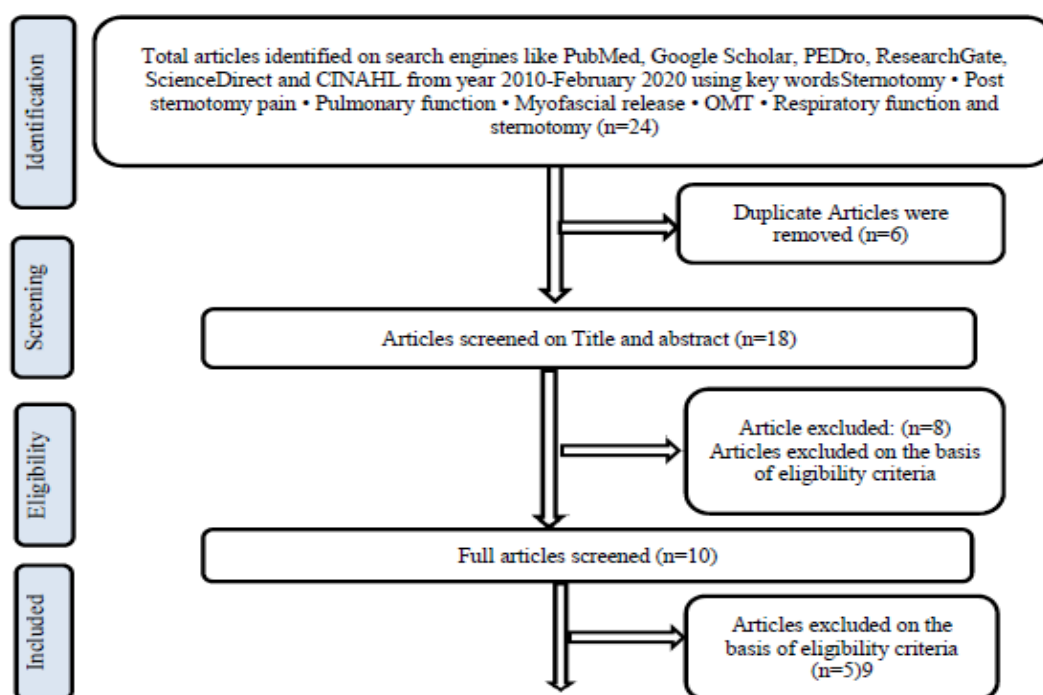 Identification
Total articles identified on search engines like PubMed, Google Scholar, PEDro, ResearchGate,
ScienceDirect and CINAHL from year 2010-February 2020 using key wordsSternotomy • Post
sternotomy pain • Pulmonary function • Myofascial release • OMT • Respiratory function and
sternotomy (n=24)
Duplicate Articles were
removed (n=6)
Screening
Articles screened on Title and abstract (n=18)
Eligibility
Article excluded: (n=8)
Articles excluded on the basis
of eligibility criteria
Full articles screened (n=10)
Included
Articles excluded on the
basis of eligibility criteria
(n=5)9